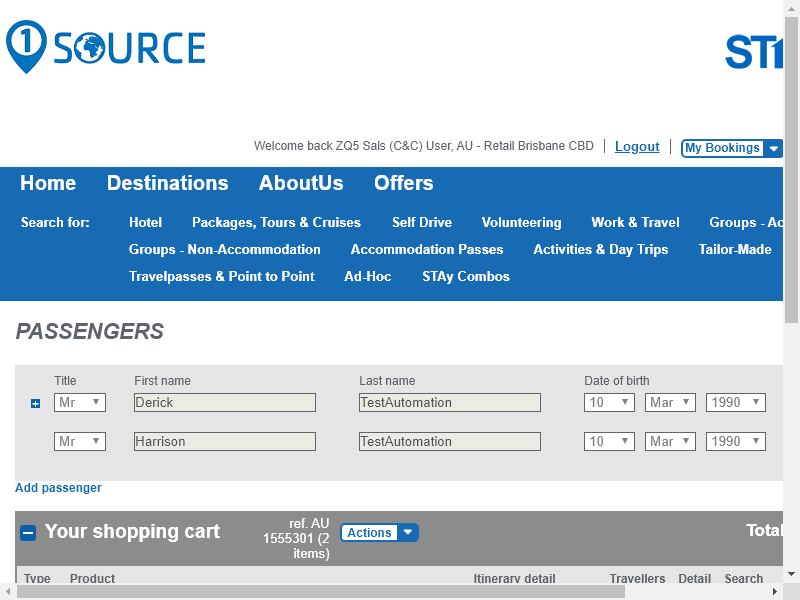 1 SOURCE
Welcome back ZQ5 Sals (C&C) User, AU - Retail Brisbane CBD Logout My Bookings
Home Destinations AboutUs Offers
Search for: Hotel Packages, Tours & Cruises Self Drive Volunteering Work & Travel Groups -
Groups - Non-Accommodation Accommodation Passes Activities & Day Trips Tailor-Made
Travelpasses & Point to Point Ad-Hoc STAy Combos
PASSENGERS
Title First name Last name Date of birth
Mr Derick TestAutomation 10 Mar 1990
Mr Harrison TestAutomation 10 Mar 1990
Add passenger
Your shopping cart ref. AU 1555301 (2 items) Actions Total
Type Product Itinerary detail Travellers Detail Search